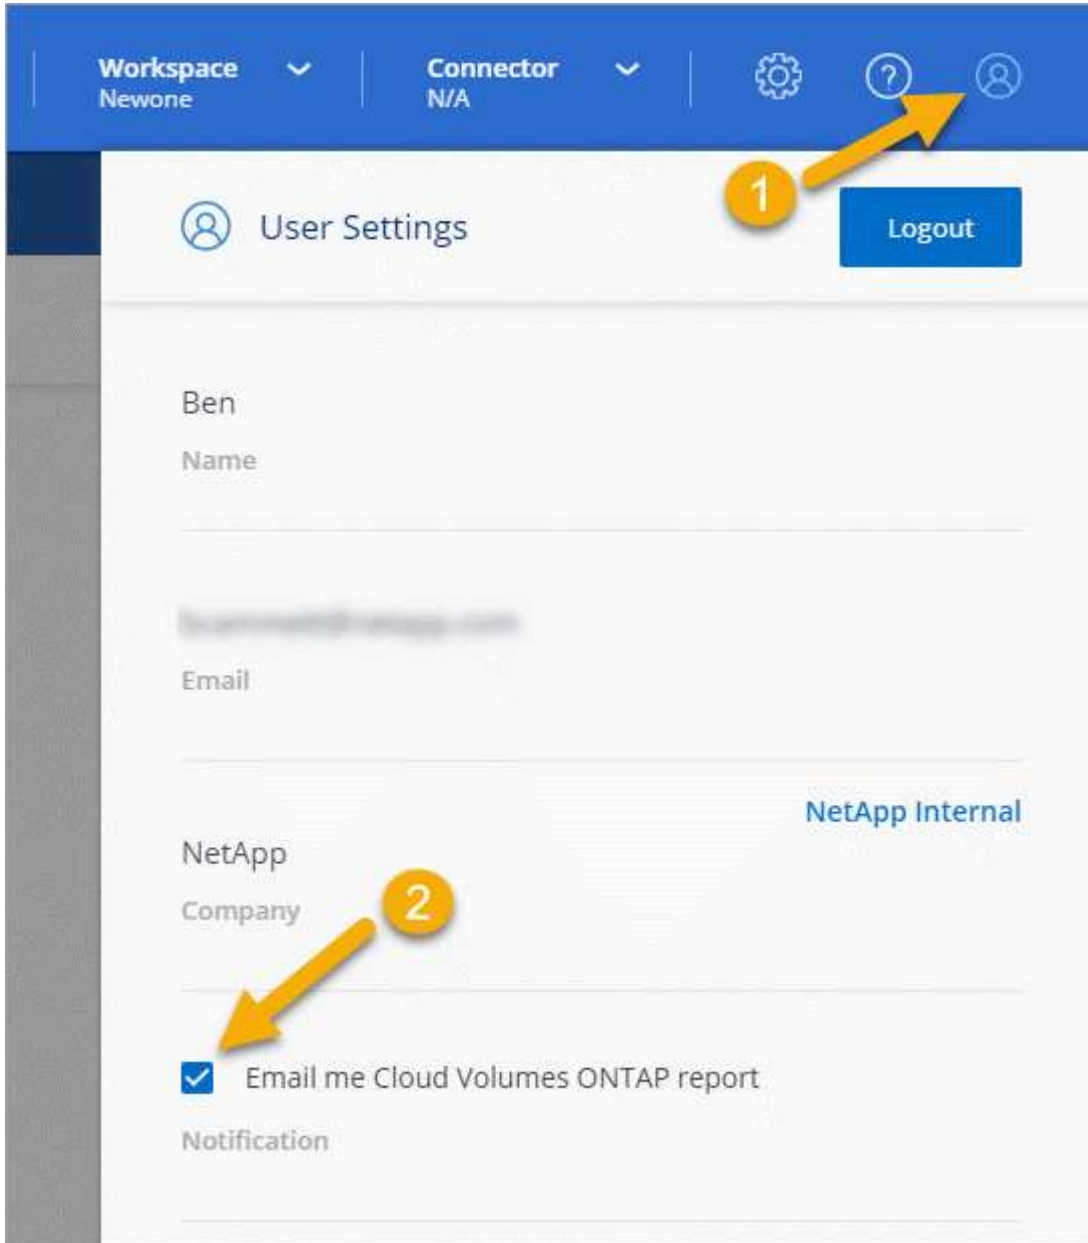 Workspace
Newone
Connector
N/A
?
1
User Settings
Logout
Ben
Name
Email
NetApp Internal
NetApp
Company
2
Email me Cloud Volumes ONTAP report
Notification